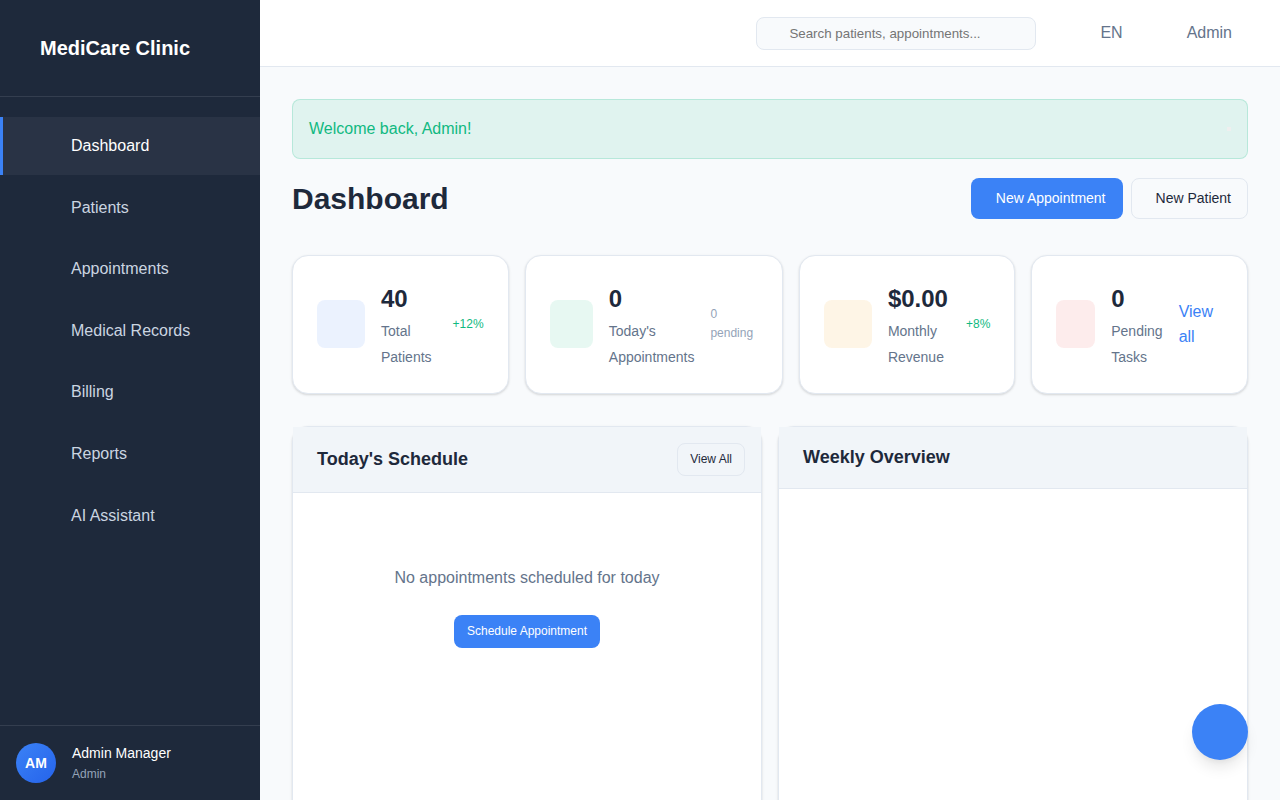 MediCare Clinic
Search patients, appointments...
EN
Admin
Dashboard
Patients
Appointments
Medical Records
Billing
Reports
AI Assistant
AM
Admin Manager
Admin
Welcome back, Admin!
Dashboard
New Appointment
New Patient
40
Total
Patients
+12%
0
Today's
Appointments
0
pending
$0.00
Monthly
Revenue
+8%
0
Pending
Tasks
View
all
Today's Schedule
View All
No appointments scheduled for today
Schedule Appointment
Weekly Overview